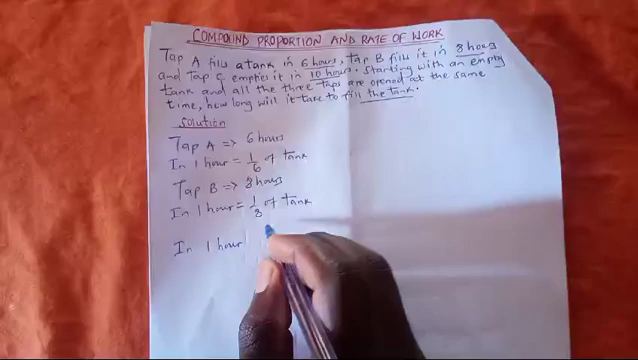 COMPOUND PROPORTION AND RATE OF WORK
Tap A fills a tank in 6 hours, tap B fills it in 8 hours
and Tap C empties it in 10 hours. Starting with an empty
tank and all the three taps are opened at the same
time, how long will it take to fill the tank.
Solution
Tap A => 6 hours
In 1 hour = 1/6 of tank
Tap B => 8 hours
In 1 hour = 1/8 of tank
In 1 hour